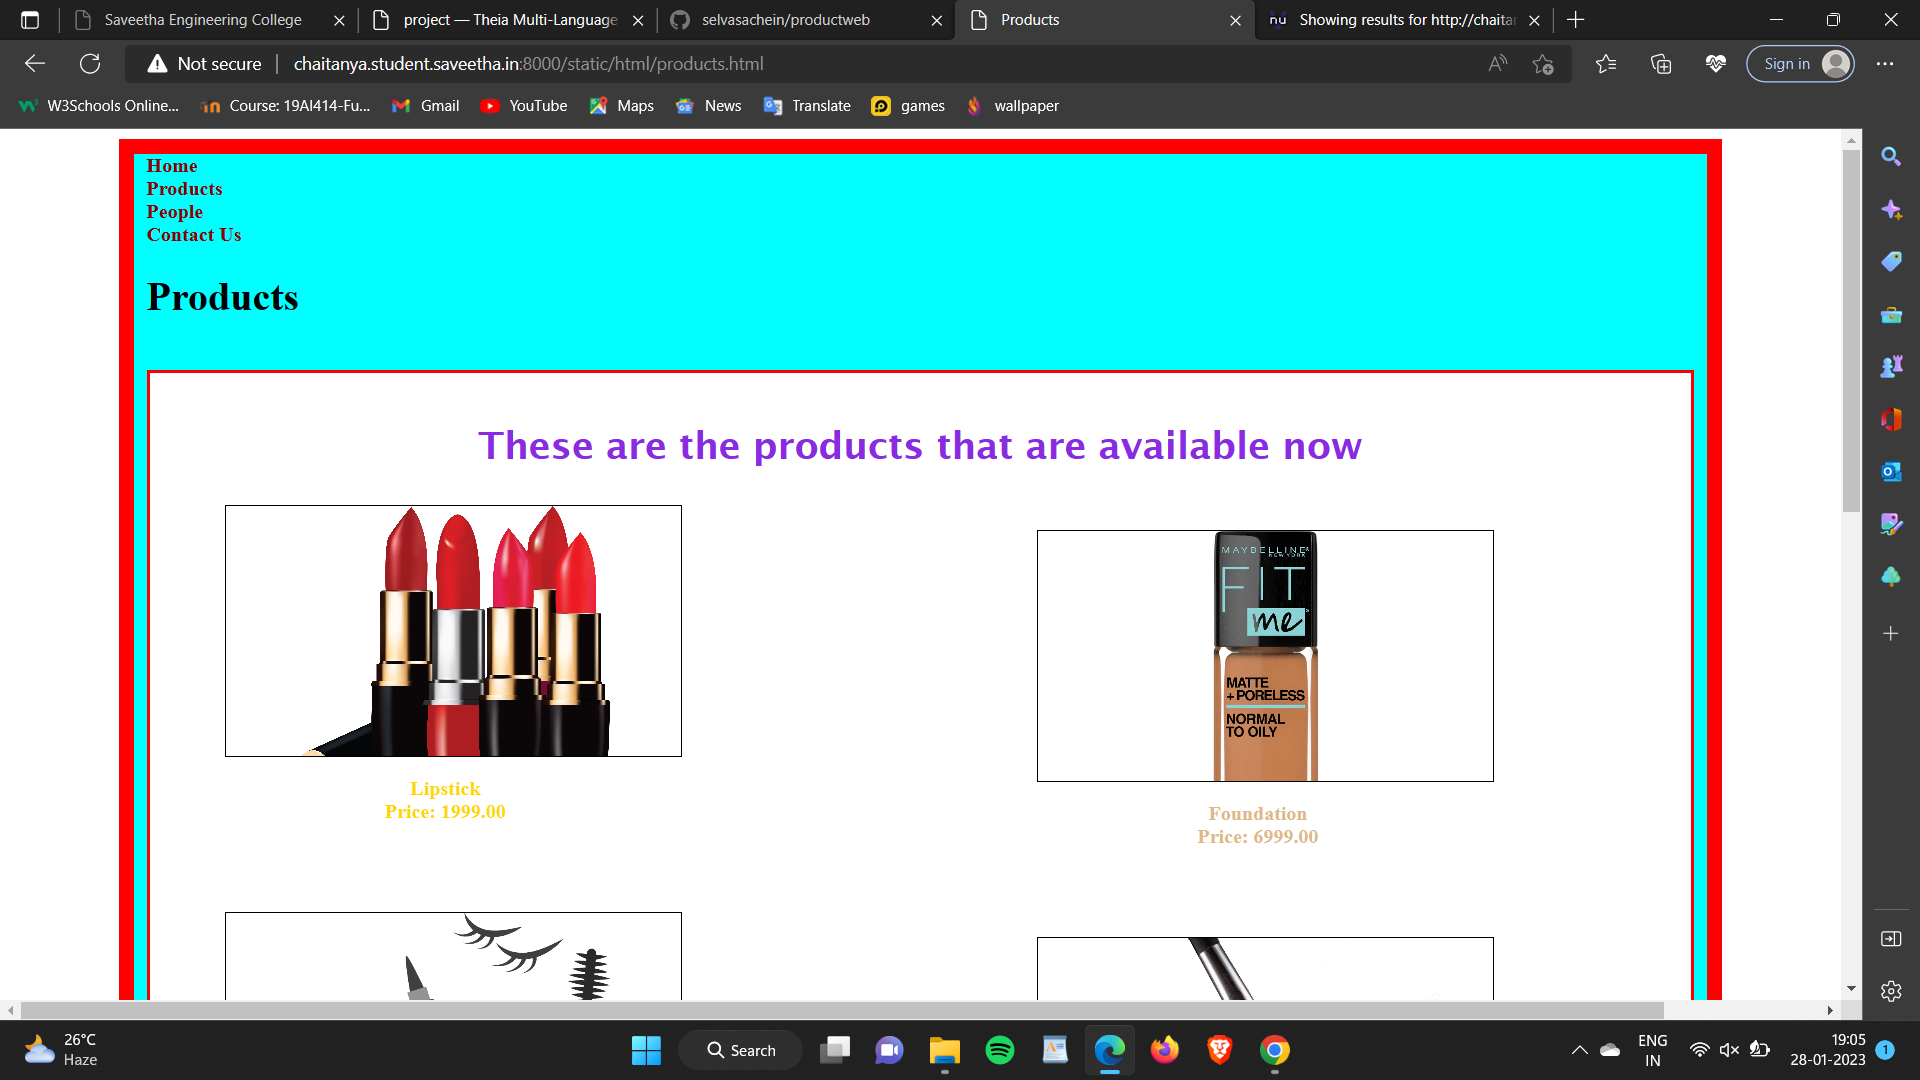 Saveetha Engineering College
project — Theia Multi-Language
selvasachein/productweb
Products
nu Showing results for http://chaitan
Not secure
chaitanya.student.saveetha.in:8000/static/html/products.html
Sign in
W3Schools Online...
Course: 19AI414-Fu...
Gmail
YouTube
Maps
News
Translate
games
wallpaper
Home
Products
People
Contact Us
Products
These are the products that are available now
MAYBELLINE
NEW YORK
FIT
me
MATTE
+ PORELESS
NORMAL
TO OILY
Lipstick
Price: 1999.00
Foundation
Price: 6999.00
26°C
Haze
Search
ENG
IN
19:05
28-01-2023
1